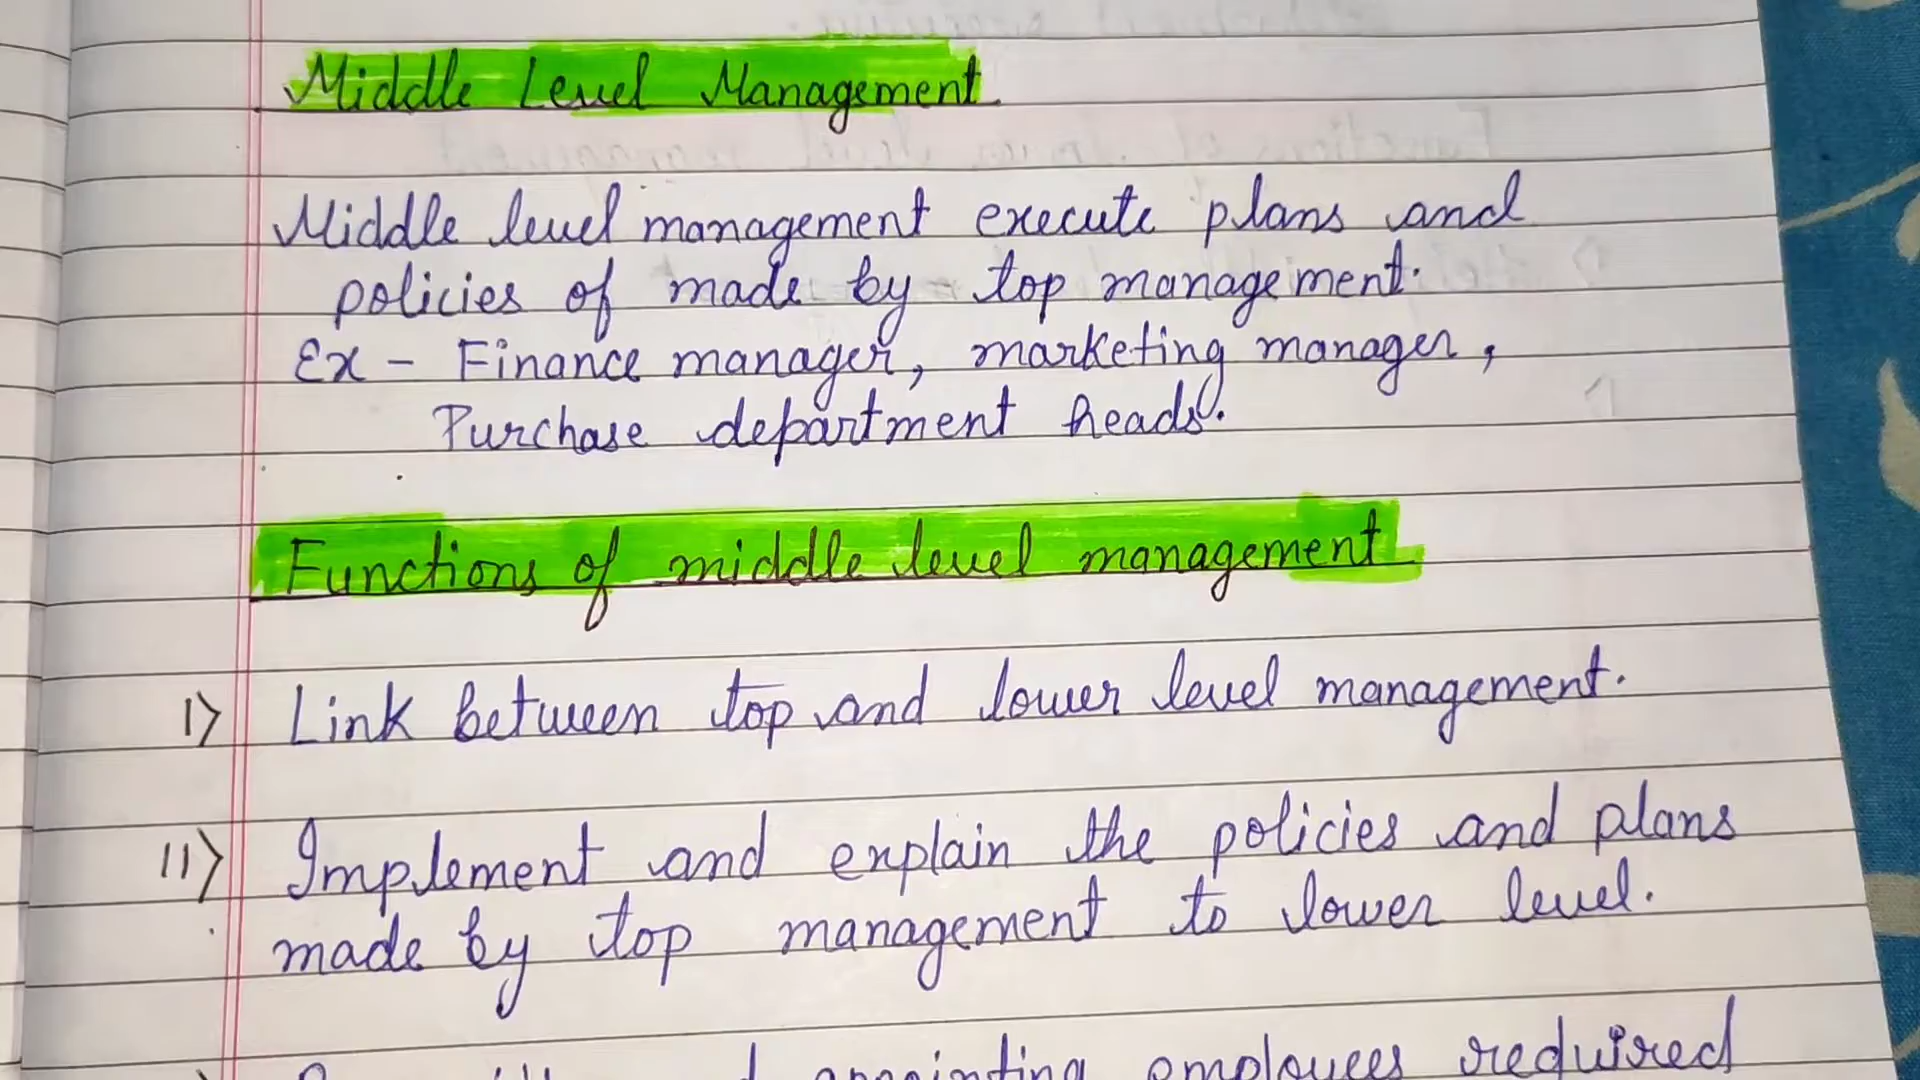 Middle Level Management
Middle level management execute plans and
policies of made by top management.
Ex - Finance manager, marketing manager,
Purchase department heads.
Functions of middle level management
1) Link between top and lower level management.
11) Implement and explain the policies and plans
made by top management to lower level.
appointing employees required